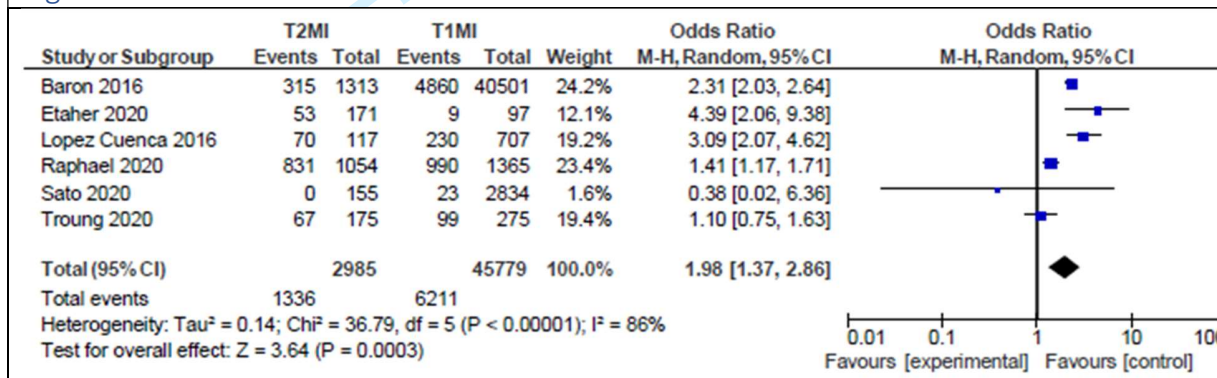 T2MI T1MI Odds Ratio Odds Ratio
Study or Subgroup Events Total Events Total Weight M-H, Random, 95% CI M-H, Random, 95% CI
Baron 2016 315 1313 4860 40501 24.2% 2.31 [2.03, 2.64]
Etaher 2020 53 171 9 97 12.1% 4.39 [2.06, 9.38]
Lopez Cuenca 2016 70 117 230 707 19.2% 3.09 [2.07, 4.62]
Raphael 2020 831 1054 990 1365 23.4% 1.41 [1.17, 1.71]
Sato 2020 0 155 23 2834 1.6% 0.38 [0.02, 6.36]
Troung 2020 67 175 99 275 19.4% 1.10 [0.75, 1.63]
Total (95% CI) 2985 45779 100.0% 1.98 [1.37, 2.86]
Total events 1336 6211
Heterogeneity: Tau² = 0.14; Chi² = 36.79, df = 5 (P < 0.00001); I² = 86%
Test for overall effect: Z = 3.64 (P = 0.0003)
0.01 0.1 1 10 100
Favours [experimental] Favours [control]